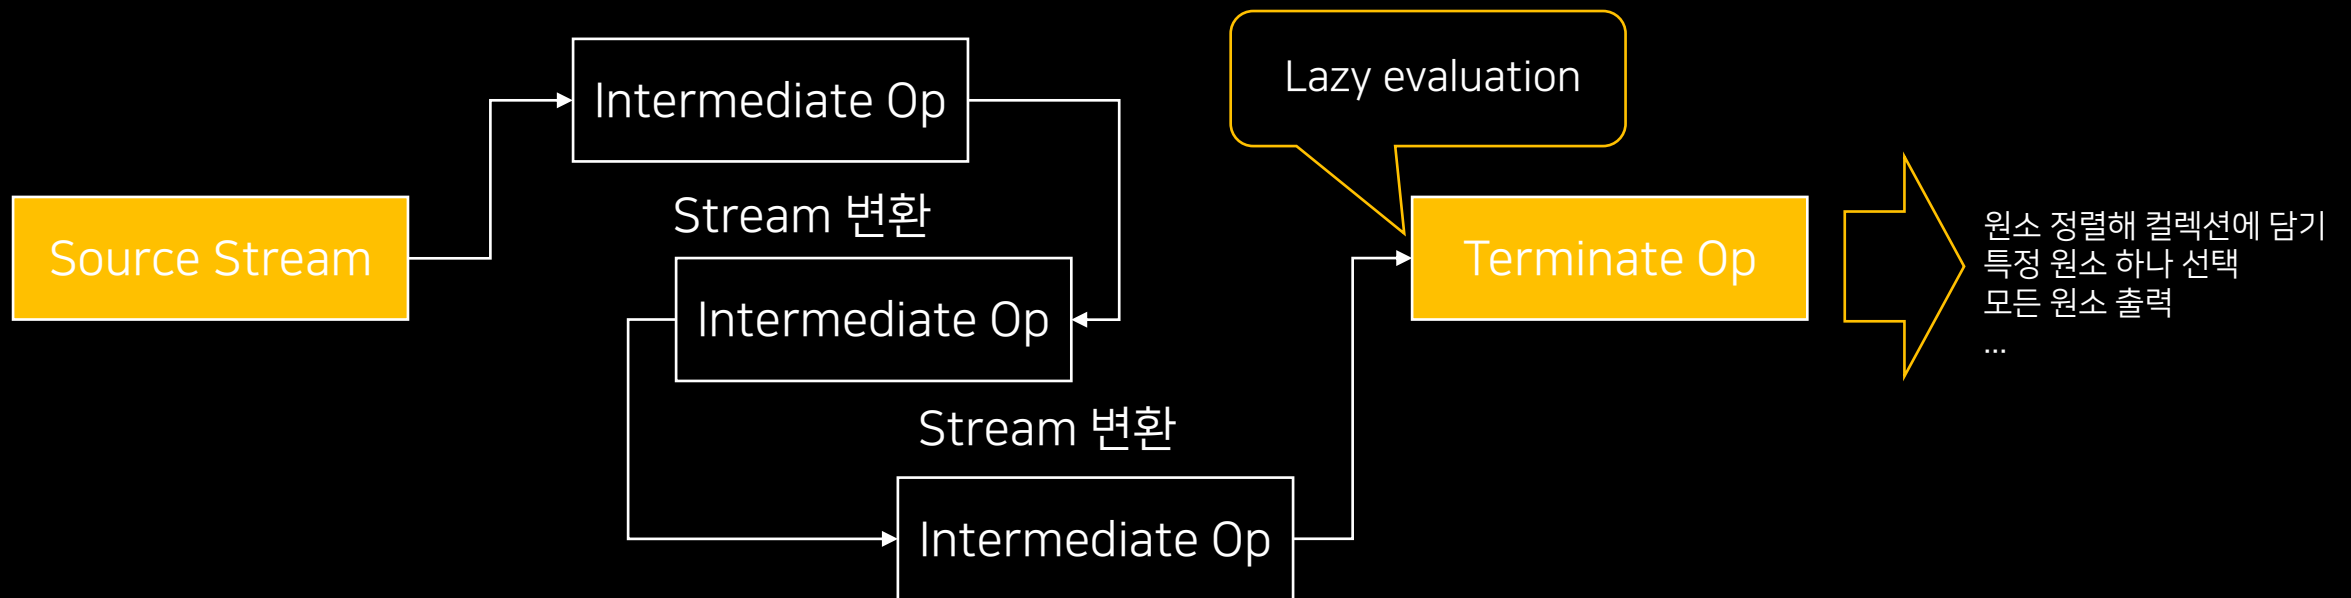 Source Stream
Intermediate Op
Stream 변환
Intermediate Op
Stream 변환
Intermediate Op
Lazy evaluation
Terminate Op
원소 정렬해 컬렉션에 담기
특정 원소 하나 선택
모든 원소 출력
...